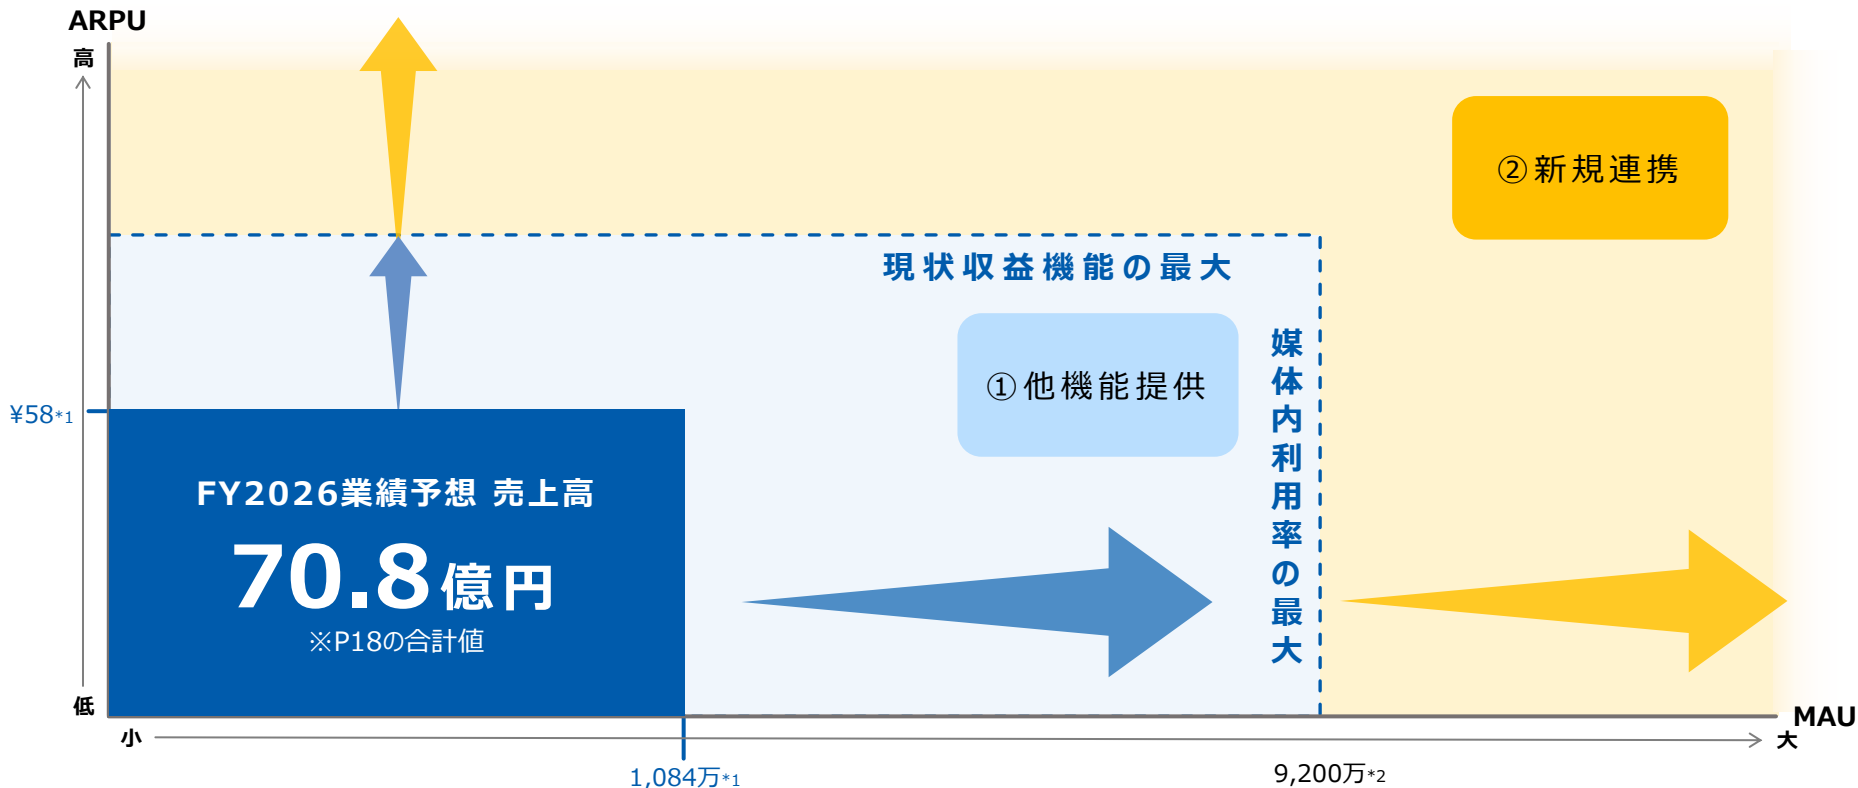 ARPU
高
②新規連携
現状収益機能の最大
媒体内利用率の最大
①他機能提供
¥58*1
FY2026業績予想 売上高
70.8億円
※P18の合計値
低
MAU
小
大
1,084万*1
9,200万*2